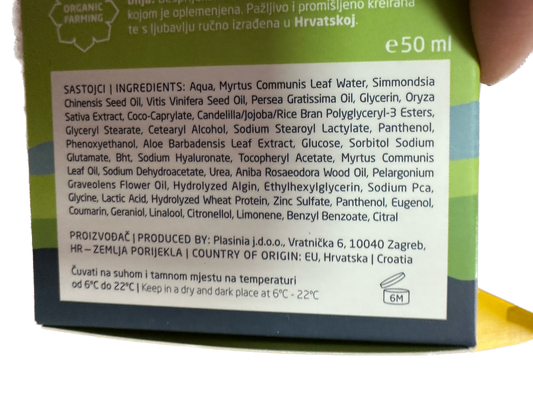 ORGANIC
FARMING
kojom je oplemenjena. Pažljivo i promišljeno kreirana
te s ljubavlju ručno izrađena u Hrvatskoj.
e 50 ml
SASTOJCI | INGREDIENTS: Aqua, Myrtus Communis Leaf Water, Simmondsia
Chinensis Seed Oil, Vitis Vinifera Seed Oil, Persea Gratissima Oil, Glycerin, Oryza
Sativa Extract, Coco-Caprylate, Candelilla/Jojoba/Rice Bran Polyglyceryl-3 Esters,
Glyceryl Stearate, Cetearyl Alcohol, Sodium Stearoyl Lactylate, Panthenol,
Phenoxyethanol, Aloe Barbadensis Leaf Extract, Glucose, Sorbitol Sodium
Glutamate, Bht, Sodium Hyaluronate, Tocopheryl Acetate, Myrtus Communis
Leaf Oil, Sodium Dehydroacetate, Urea, Aniba Rosaeodora Wood Oil, Pelargonium
Graveolens Flower Oil, Hydrolyzed Algin, Ethylhexylglycerin, Sodium Pca,
Glycine, Lactic Acid, Hydrolyzed Wheat Protein, Zinc Sulfate, Panthenol, Eugenol,
Coumarin, Geraniol, Linalool, Citronellol, Limonene, Benzyl Benzoate, Citral
PROIZVOĐAČ | PRODUCED BY: Plasinia j.d.o.o., Vratnička 6, 10040 Zagreb,
HR – ZEMLJA PORIJEKLA | COUNTRY OF ORIGIN: EU, Hrvatska | Croatia
Čuvati na suhom i tamnom mjestu na temperaturi
od 6°C do 22°C | Keep in a dry and dark place at 6°C - 22°C
6M